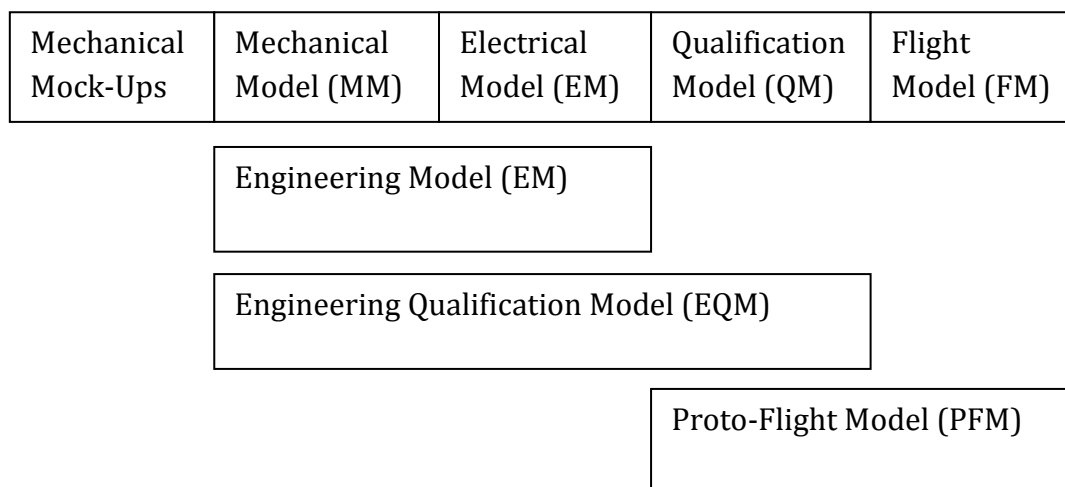 Mechanical
Mock-Ups
Mechanical
Model (MM)
Electrical
Model (EM)
Qualification
Model (QM)
Flight
Model (FM)
Engineering Model (EM)
Engineering Qualification Model (EQM)
Proto-Flight Model (PFM)